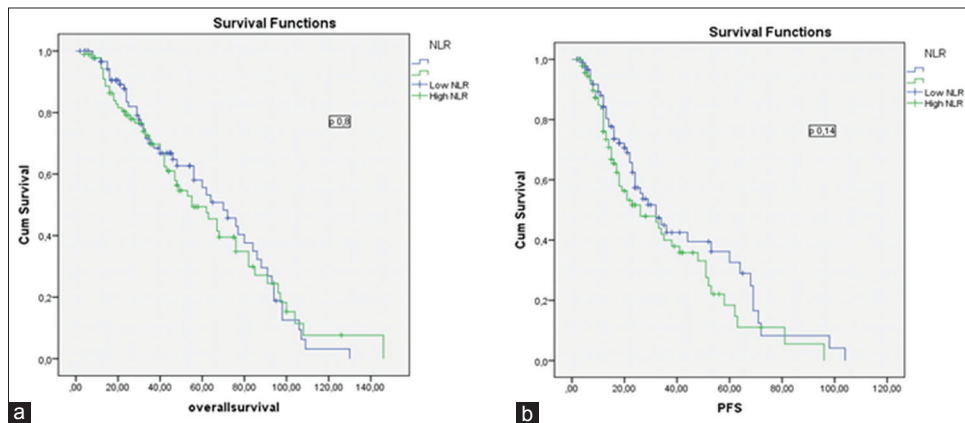 Survival Functions
NLR
Low NLR
High NLR
p 0,8
Cum Survival
1,0
0,8
0,6
0,4
0,2
0,0
,00 20,00 40,00 60,00 80,00 100,00 120,00 140,00
overallsurvival
a
Survival Functions
NLR
Low NLR
High NLR
p 0,14
Cum Survival
1,0
0,8
0,6
0,4
0,2
0,0
,00 20,00 40,00 60,00 80,00 100,00 120,00
PFS
b